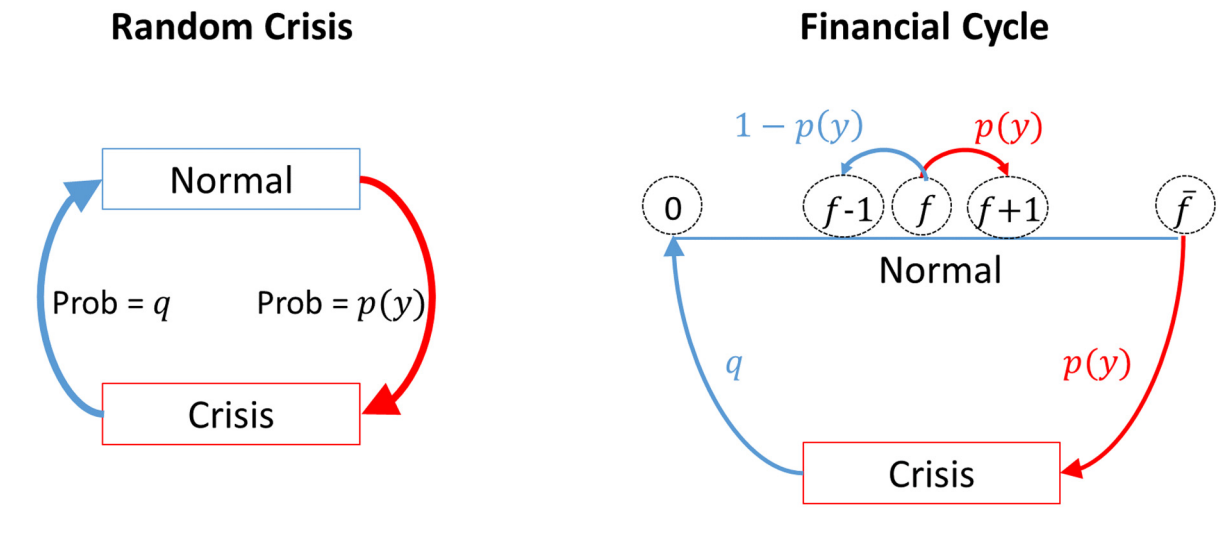 Random Crisis
Normal
Prob = q
Prob = p(y)
Crisis
Financial Cycle
1 − p(y)
p(y)
0
f-1
f
f+1
f̄
Normal
q
p(y)
Crisis